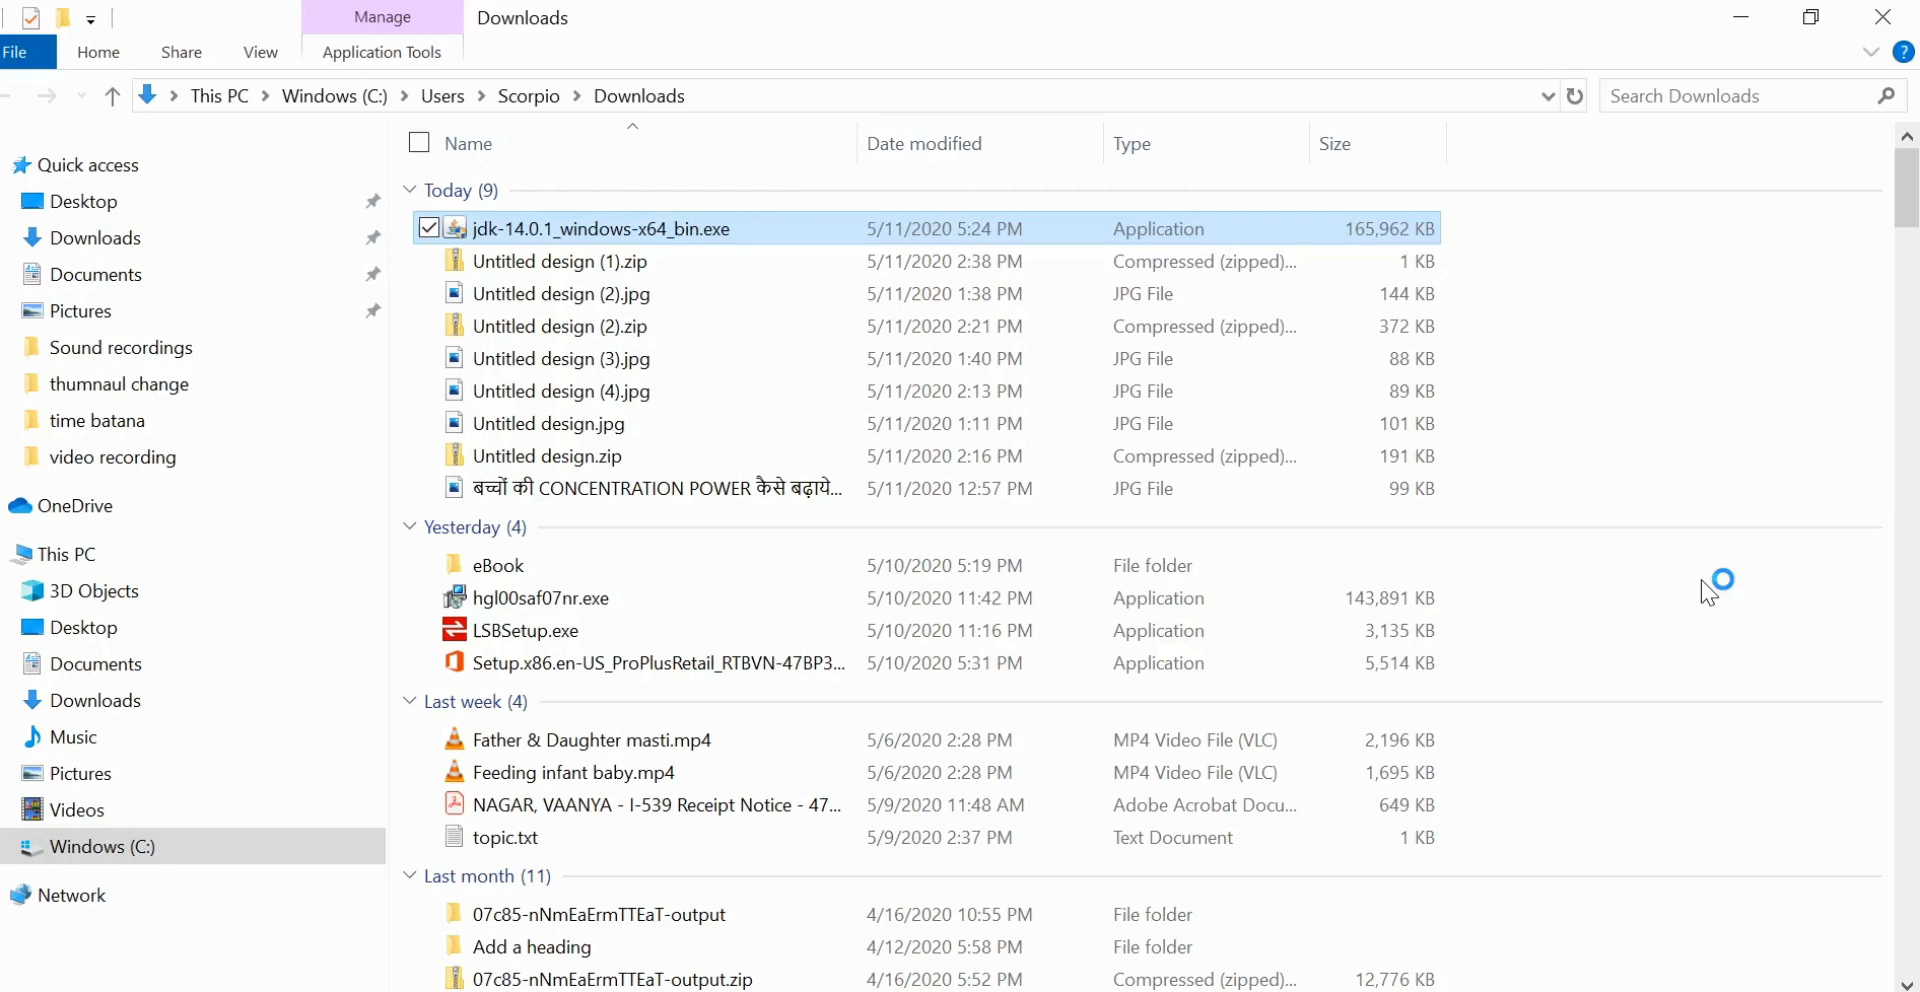 Manage
Downloads
File
Home
Share
View
Application Tools
?
This PC
Windows (C:)
Users
Scorpio
Downloads
Search Downloads
Name
Date modified
Type
Size
Quick access
Desktop
Downloads
Documents
Pictures
Sound recordings
thumnaul change
time batana
video recording
OneDrive
This PC
3D Objects
Desktop
Documents
Downloads
Music
Pictures
Videos
Windows (C:)
Network
Today (9)
jdk-14.0.1_windows-x64_bin.exe 5/11/2020 5:24 PM Application 165,962 KB
Untitled design (1).zip 5/11/2020 2:38 PM Compressed (zipped)... 1 KB
Untitled design (2).jpg 5/11/2020 1:38 PM JPG File 144 KB
Untitled design (2).zip 5/11/2020 2:21 PM Compressed (zipped)... 372 KB
Untitled design (3).jpg 5/11/2020 1:40 PM JPG File 88 KB
Untitled design (4).jpg 5/11/2020 2:13 PM JPG File 89 KB
Untitled design.jpg 5/11/2020 1:11 PM JPG File 101 KB
Untitled design.zip 5/11/2020 2:16 PM Compressed (zipped)... 191 KB
बच्चों की CONCENTRATION POWER कैसे बढ़ाये... 5/11/2020 12:57 PM JPG File 99 KB
Yesterday (4)
eBook 5/10/2020 5:19 PM File folder
hgl00saf07nr.exe 5/10/2020 11:42 PM Application 143,891 KB
LSBSetup.exe 5/10/2020 11:16 PM Application 3,135 KB
Setup.x86.en-US_ProPlusRetail_RTBVN-47BP3... 5/10/2020 5:31 PM Application 5,514 KB
Last week (4)
Father & Daughter masti.mp4 5/6/2020 2:28 PM MP4 Video File (VLC) 2,196 KB
Feeding infant baby.mp4 5/6/2020 2:28 PM MP4 Video File (VLC) 1,695 KB
NAGAR, VAANYA - I-539 Receipt Notice - 47... 5/9/2020 11:48 AM Adobe Acrobat Docu... 649 KB
topic.txt 5/9/2020 2:37 PM Text Document 1 KB
Last month (11)
07c85-nNmEaErmTTEaT-output 4/16/2020 10:55 PM File folder
Add a heading 4/12/2020 5:58 PM File folder
07c85-nNmEaErmTTEaT-output.zip 4/16/2020 5:52 PM Compressed (zipped)... 12,776 KB